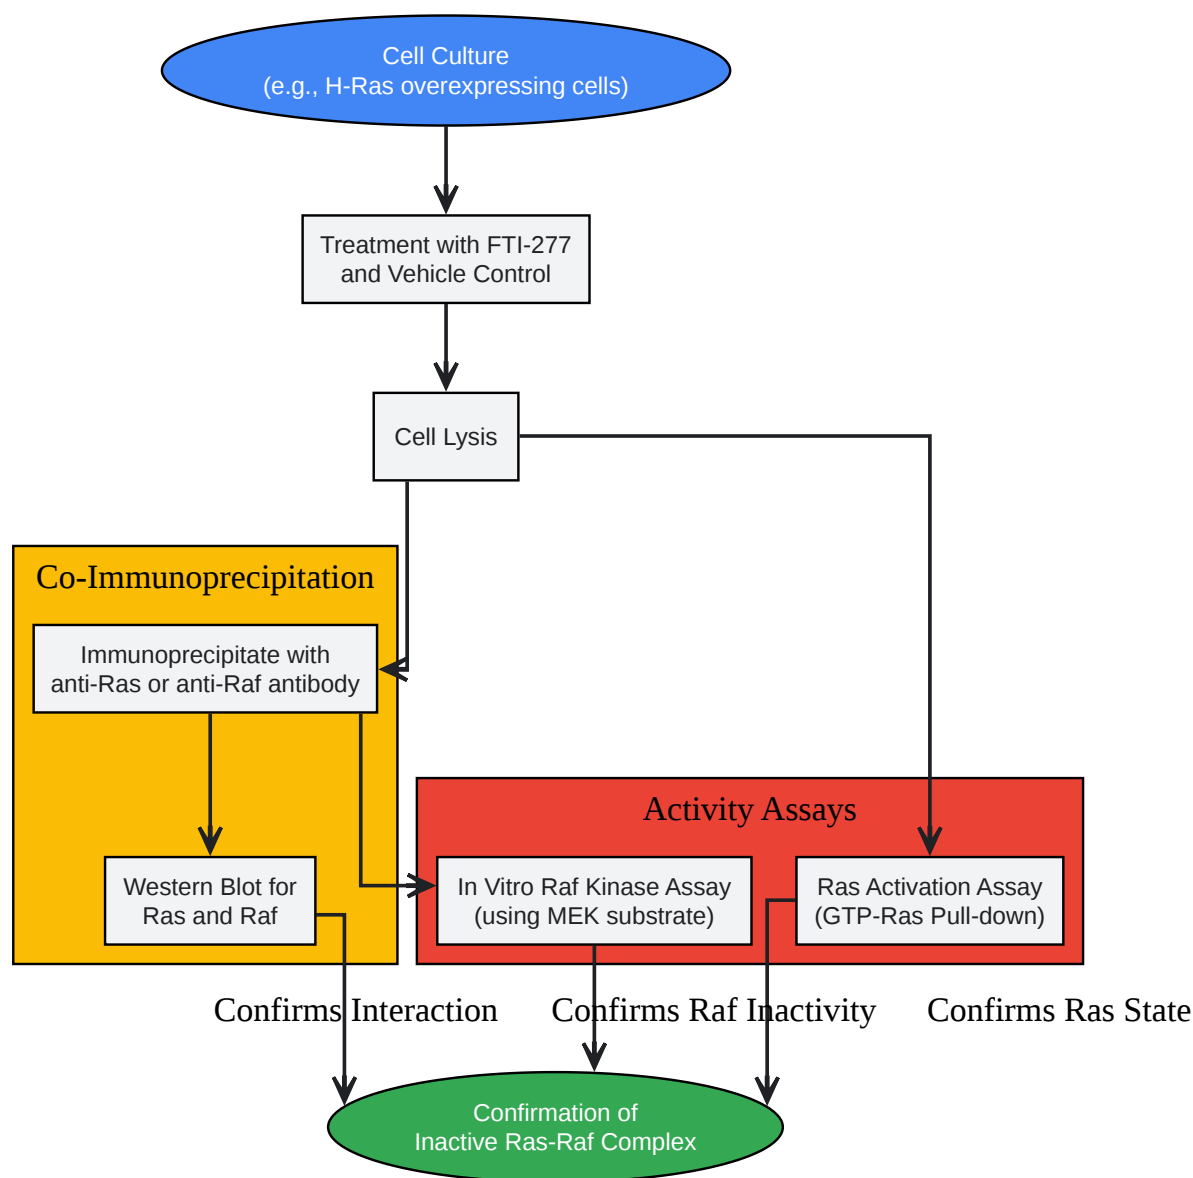 Cell Culture
(e.g., H-Ras overexpressing cells)
Treatment with FTI-277
and Vehicle Control
Cell Lysis
Co-Immunoprecipitation
Immunoprecipitate with
anti-Ras or anti-Raf antibody
Western Blot for
Ras and Raf
Activity Assays
In Vitro Raf Kinase Assay
(using MEK substrate)
Ras Activation Assay
(GTP-Ras Pull-down)
Confirms Interaction
Confirms Raf Inactivity
Confirms Ras State
Confirmation of
Inactive Ras-Raf Complex